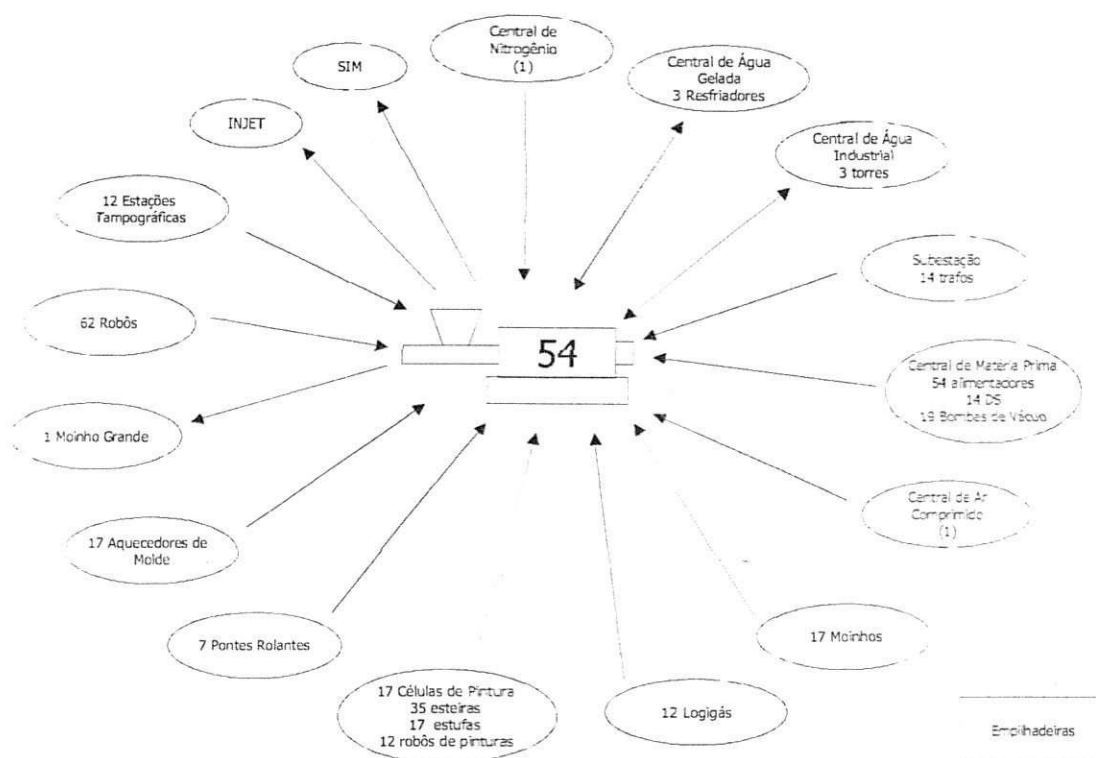 Central de
Nitrogênio
(1)
SIM
Central de Água
Gelada
3 Resfriadores
INJET
Central de Água
Industrial
3 torres
12 Estações
Tampográficas
Subestação
14 trafos
62 Robôs
54
Central de Matéria Prima
54 alimentadores
14 DS
19 Bombas de Vácuo
1 Moinho Grande
Central de Ar
Comprimido
(1)
17 Aquecedores de
Molde
7 Pontes Rolantes
17 Moinhos
17 Células de Pintura
35 esteiras
17 estufas
12 robôs de pinturas
12 Logigás
Empilhadeiras